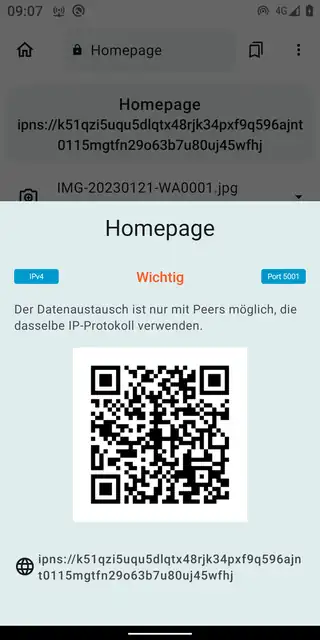 09:07
4G
Homepage
Homepage
ipns://k51qzi5uqu5dlqtx48rjk34pxf9q596ajnt
0115mgtfn29o63b7u80uj45wfhj
IMG-20230121-WA0001.jpg
Homepage
IPv4
Wichtig
Port 5001
Der Datenaustausch ist nur mit Peers möglich, die
dasselbe IP-Protokoll verwenden.
ipns://k51qzi5uqu5dlqtx48rjk34pxf9q596ajn
t0115mgtfn29o63b7u80uj45wfhj